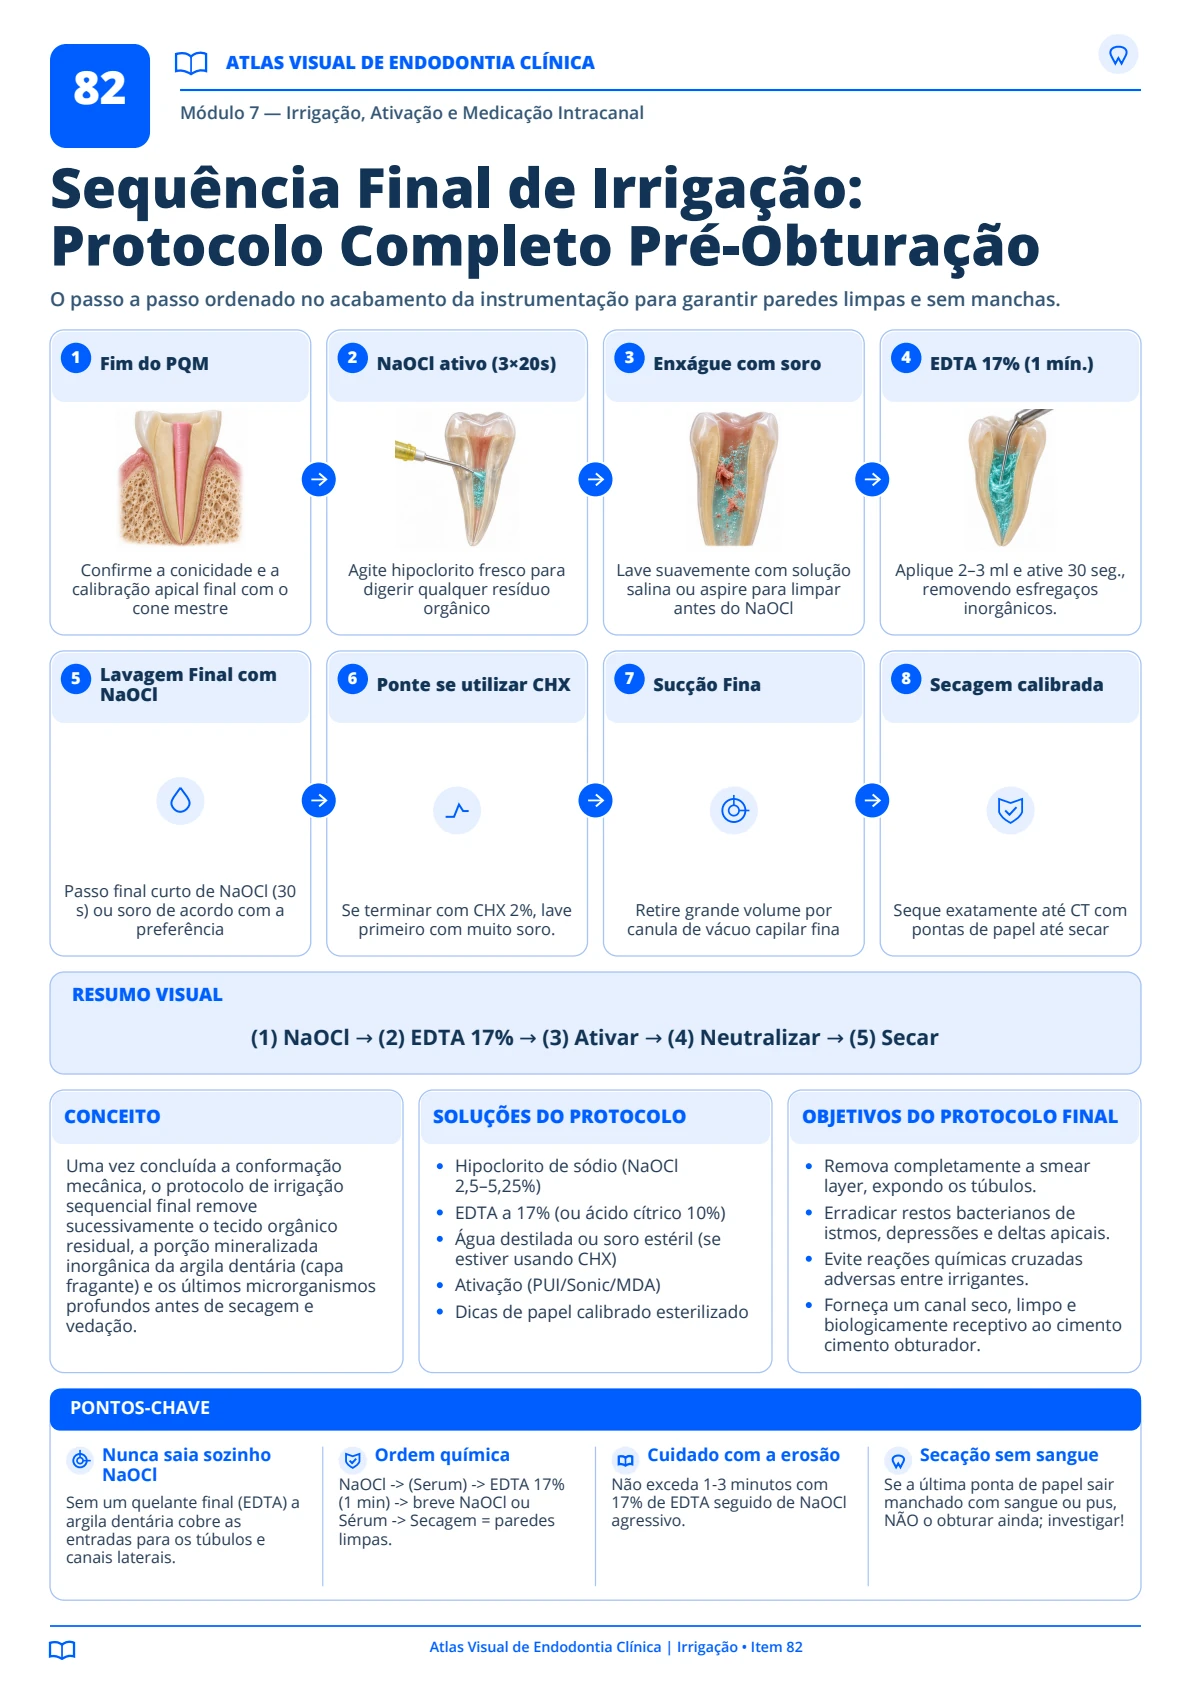 82
ATLAS VISUAL DE ENDODONTIA CLÍNICA
Módulo 7 — Irrigação, Ativação e Medicação Intracanal
Sequência Final de Irrigação:
Protocolo Completo Pré-Obturação
O passo a passo ordenado no acabamento da instrumentação para garantir paredes limpas e sem manchas.
1 Fim do PQM
Confirme a conicidade e a
calibração apical final com o
cone mestre
2 NaOCl ativo (3×20s)
Agite hipoclorito fresco para
digerir qualquer resíduo
orgânico
3 Enxágue com soro
Lave suavemente com solução
salina ou aspire para limpar
antes do NaOCl
4 EDTA 17% (1 mín.)
Aplique 2–3 ml e ative 30 seg.,
removendo esfregaços
inorgânicos.
5 Lavagem Final com
NaOCl
Passo final curto de NaOCl (30
s) ou soro de acordo com a
preferência
6 Ponte se utilizar CHX
Se terminar com CHX 2%, lave
primeiro com muito soro.
7 Sucção Fina
Retire grande volume por
canula de vácuo capilar fina
8 Secagem calibrada
Seque exatamente até CT com
pontas de papel até secar
RESUMO VISUAL
(1) NaOCl → (2) EDTA 17% → (3) Ativar → (4) Neutralizar → (5) Secar
CONCEITO
Uma vez concluída a conformação
mecânica, o protocolo de irrigação
sequencial final remove
sucessivamente o tecido orgânico
residual, a porção mineralizada
inorgânica da argila dentária (capa
fragante) e os últimos microrganismos
profundos antes de secagem e
vedação.
SOLUÇÕES DO PROTOCOLO
• Hipoclorito de sódio (NaOCl
2,5–5,25%)
• EDTA a 17% (ou ácido cítrico 10%)
• Água destilada ou soro estéril (se
estiver usando CHX)
• Ativação (PUI/Sonic/MDA)
• Dicas de papel calibrado esterilizado
OBJETIVOS DO PROTOCOLO FINAL
• Remova completamente a smear
layer, expondo os túbulos.
• Erradicar restos bacterianos de
istmos, depressões e deltas apicais.
• Evite reações químicas cruzadas
adversas entre irrigantes.
• Forneça um canal seco, limpo e
biologicamente receptivo ao cimento
cimento obturador.
PONTOS-CHAVE
Nunca saia sozinho
NaOCl
Sem um quelante final (EDTA) a
argila dentária cobre as
entradas para os túbulos e
canais laterais.
Ordem química
NaOCl -> (Serum) -> EDTA 17%
(1 min) -> breve NaOCl ou
Sérum -> Secagem = paredes
limpas.
Cuidado com a erosão
Não exceda 1-3 minutos com
17% de EDTA seguido de NaOCl
agressivo.
Secação sem sangue
Se a última ponta de papel sair
manchado com sangue ou pus,
NÃO o obturar ainda; investigar!
Atlas Visual de Endodontia Clínica | Irrigação • Item 82